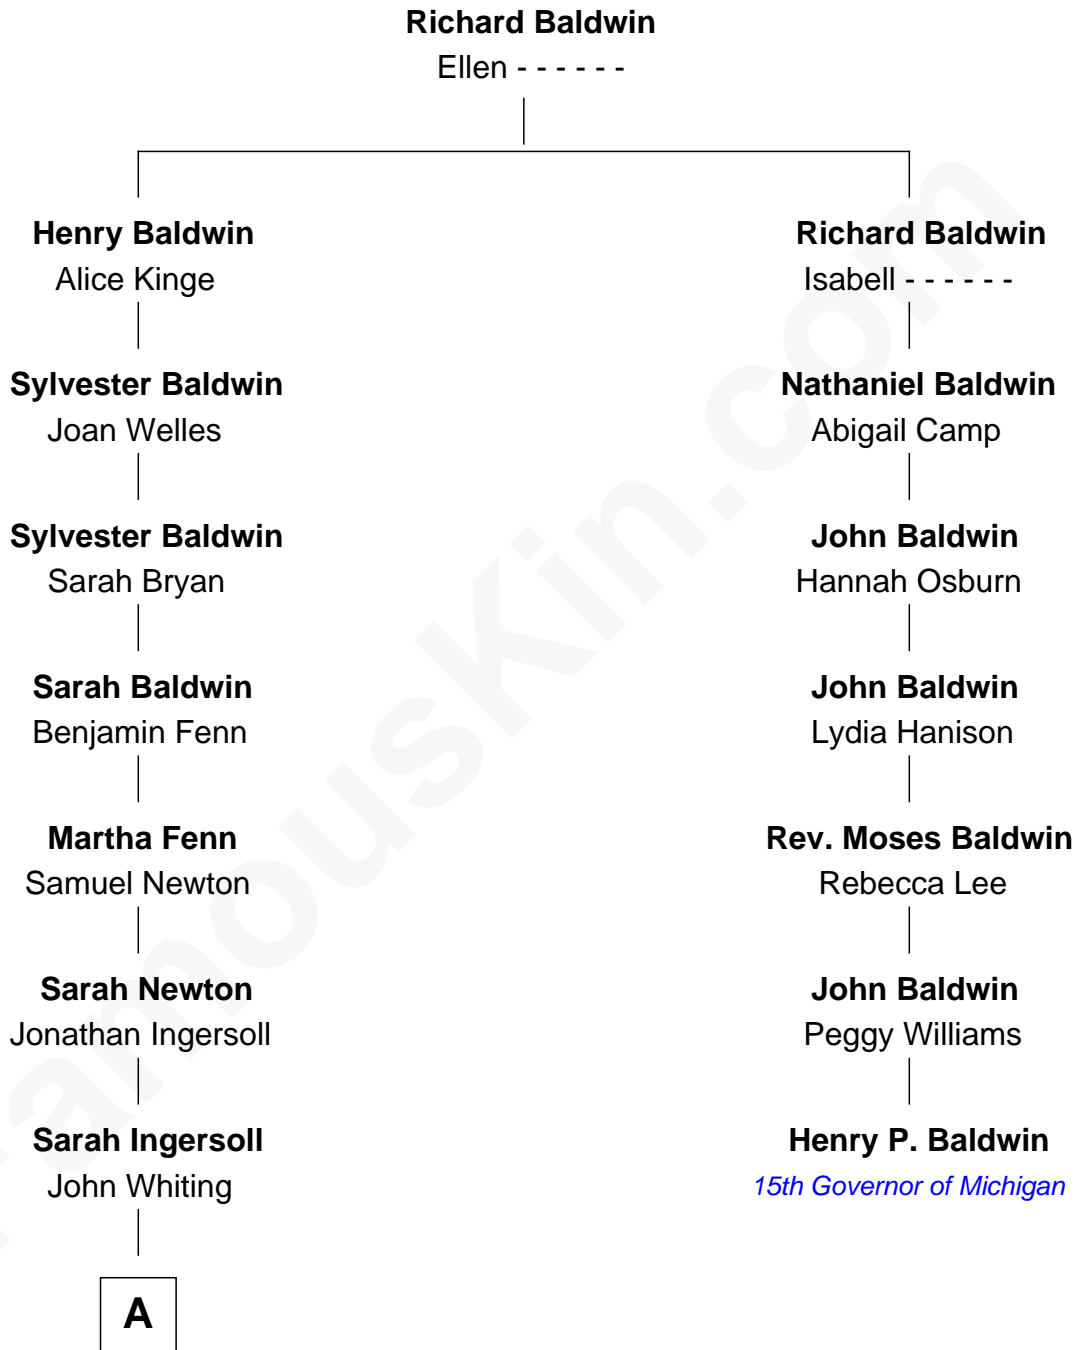 Richard Baldwin
Ellen - - - - - -
Henry Baldwin
Alice Kinge
Sylvester Baldwin
Joan Welles
Sylvester Baldwin
Sarah Bryan
Sarah Baldwin
Benjamin Fenn
Martha Fenn
Samuel Newton
Sarah Newton
Jonathan Ingersoll
Sarah Ingersoll
John Whiting
A
Richard Baldwin
Isabell - - - - - -
Nathaniel Baldwin
Abigail Camp
John Baldwin
Hannah Osburn
John Baldwin
Lydia Hanison
Rev. Moses Baldwin
Rebecca Lee
John Baldwin
Peggy Williams
Henry P. Baldwin
15th Governor of Michigan
FamousKin.com